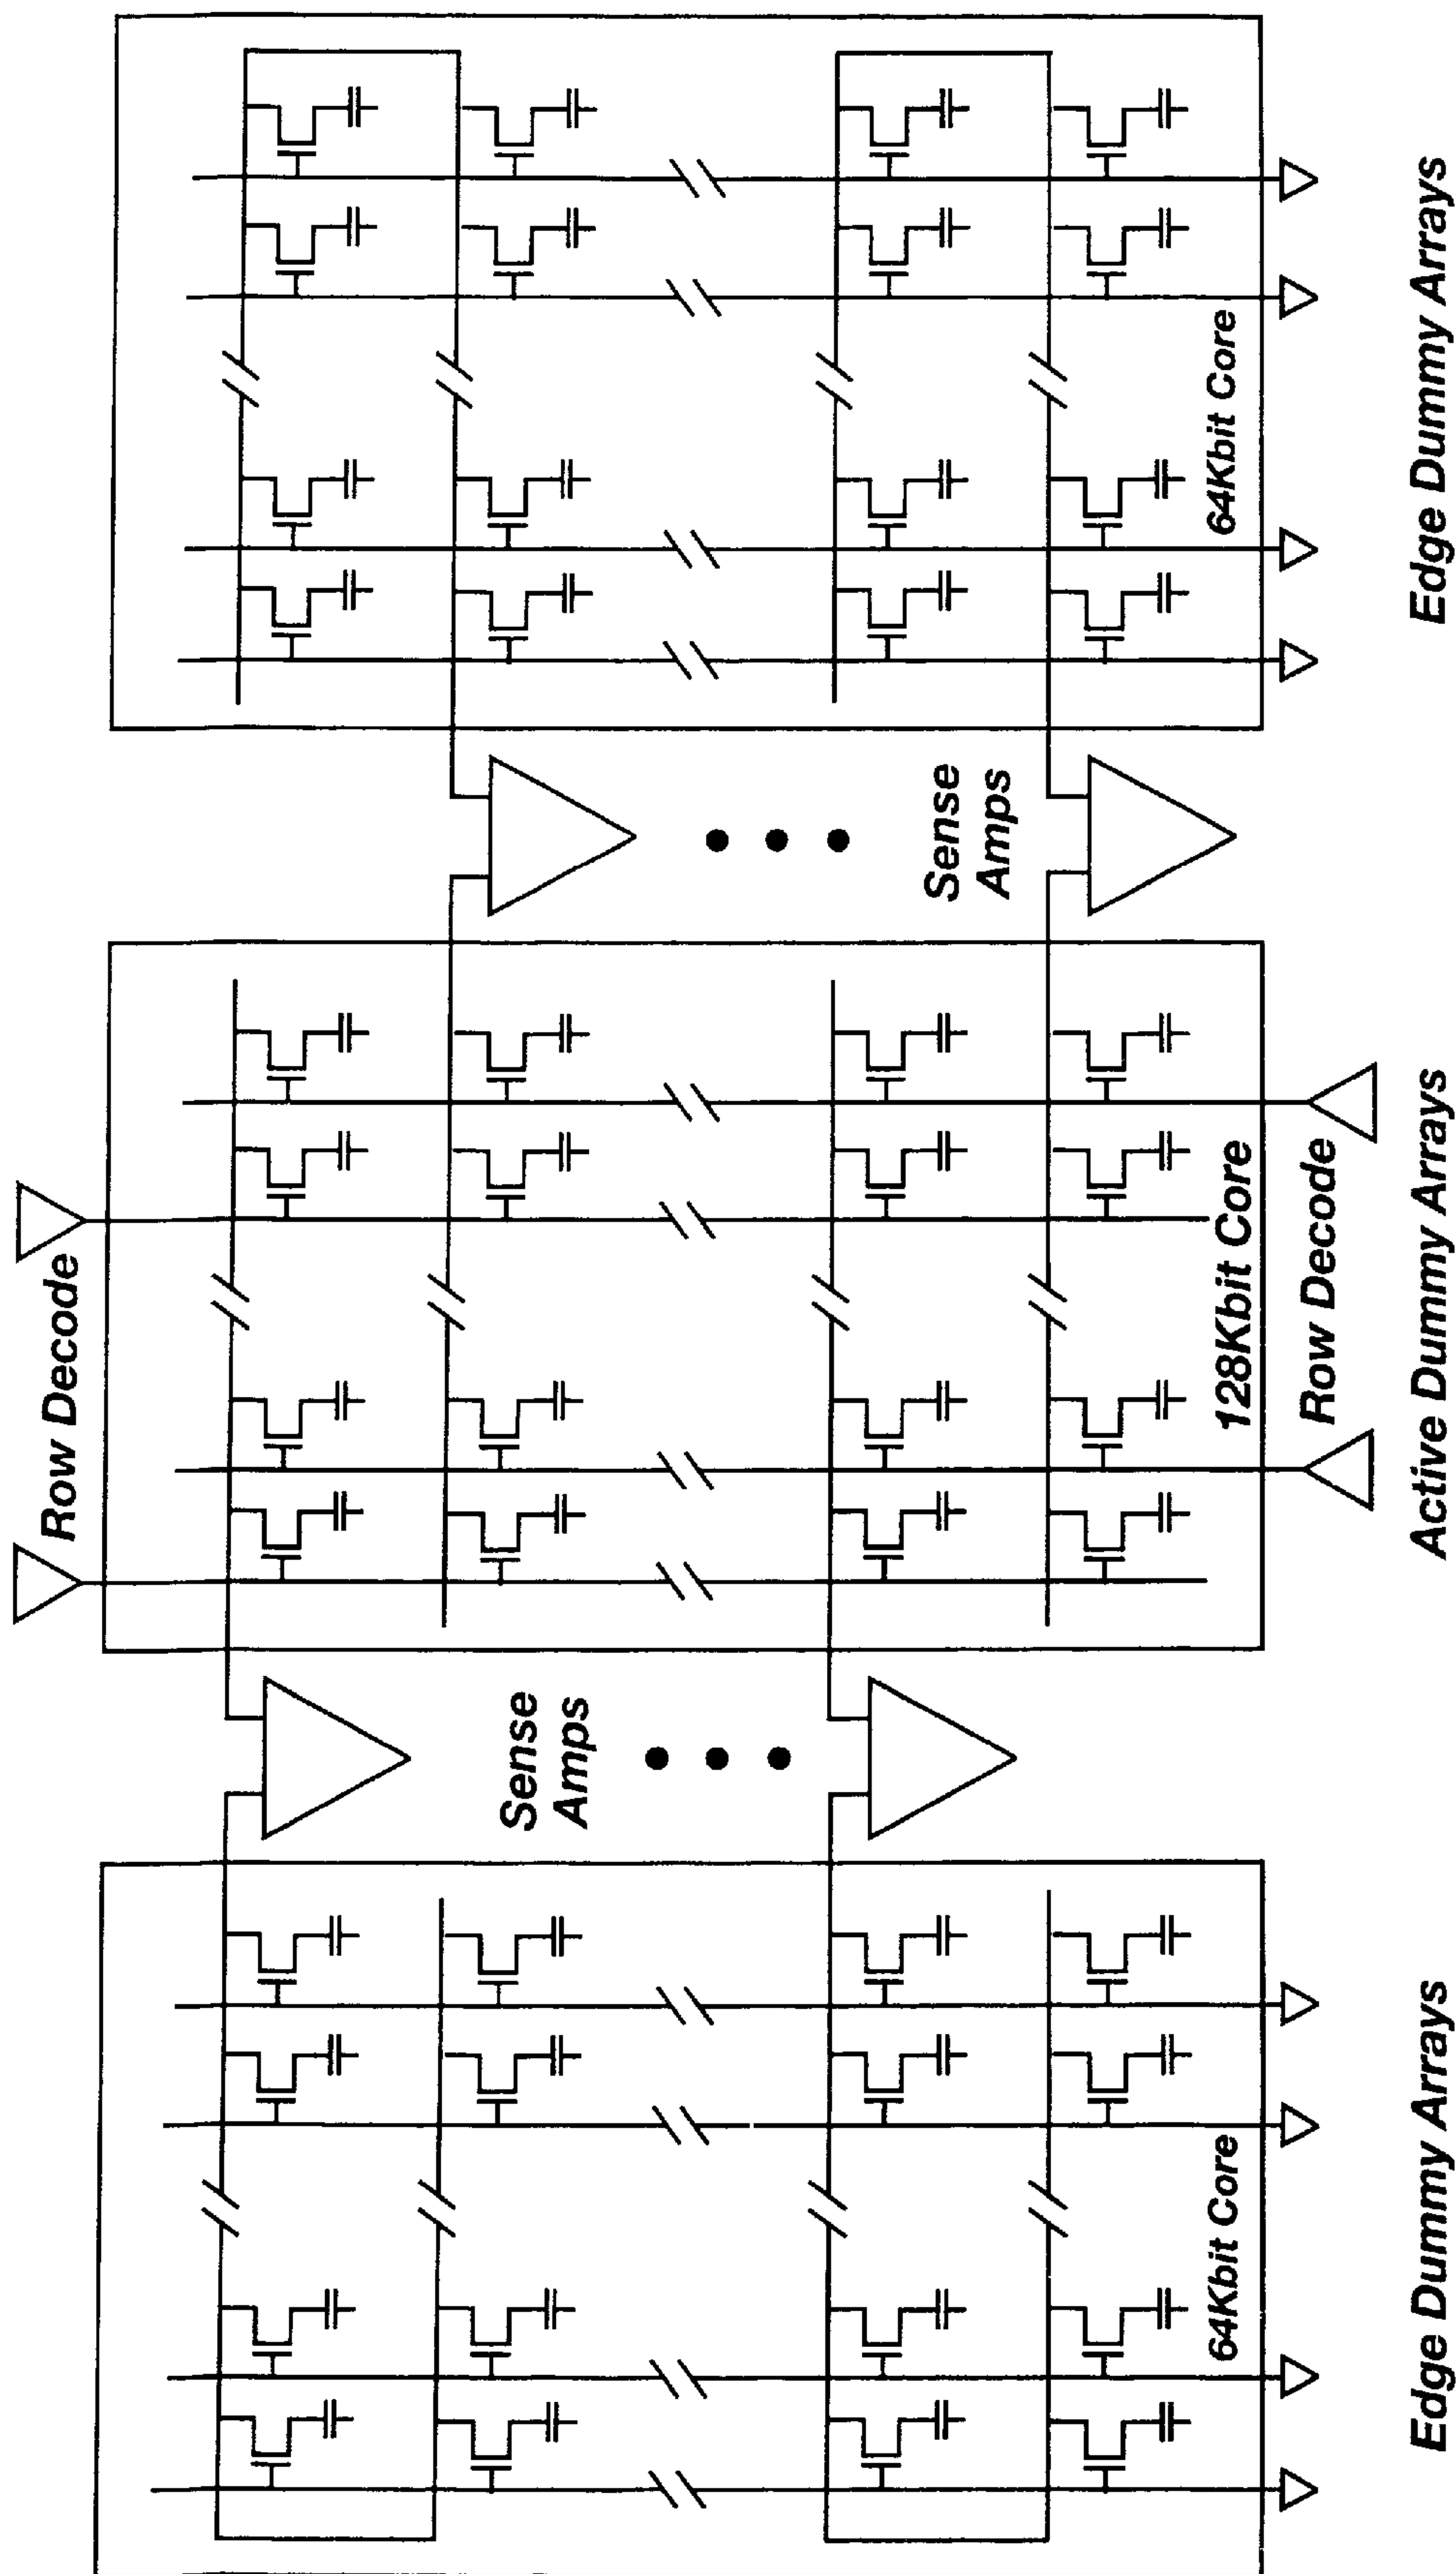 Row Decode
Sense
Amps
Sense
Amps
64Kbit Core
128Kbit Core
64Kbit Core
Row Decode
Edge Dummy Arrays
Active Dummy Arrays
Edge Dummy Arrays